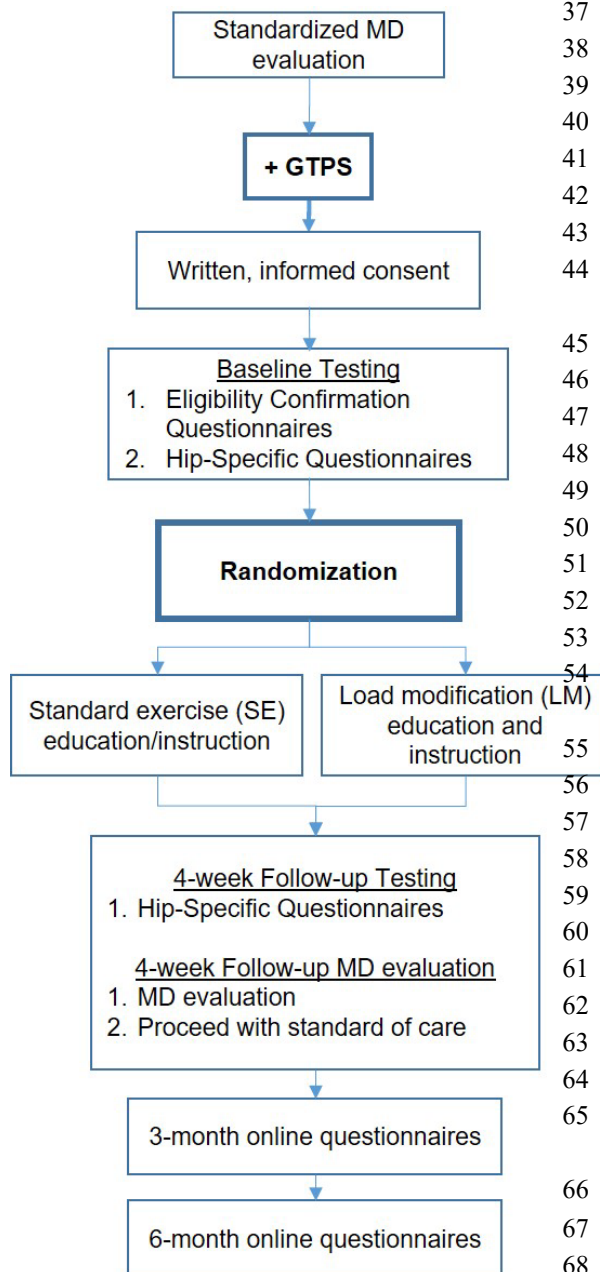 37
Standardized MD
38
evaluation
39
40
+ GTPS
41
42
43
Written, informed consent
44
45
Baseline Testing
46
1. Eligibility Confirmation
47
Questionnaires
2. Hip-Specific Questionnaires
48
49
50
Randomization
51
52
53
54
Standard exercise (SE)
education/instruction
Load modification (LM)
education and
instruction
55
56
57
58
4-week Follow-up Testing
59
1. Hip-Specific Questionnaires
60
4-week Follow-up MD evaluation
61
1. MD evaluation
62
2. Proceed with standard of care
63
64
65
3-month online questionnaires
66
6-month online questionnaires
67
68